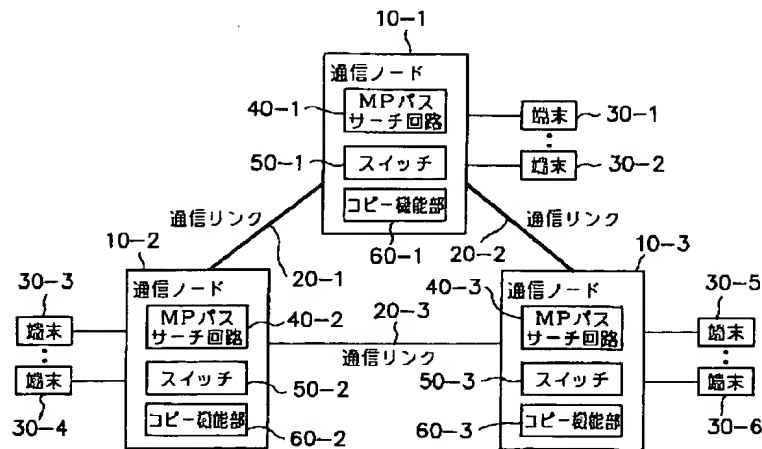 10-1
通信ノード
40-1
MPパス
サーチ回路
端末
30-1
50-1
スイッチ
端末
30-2
コピー機能部
60-1
通信リンク
20-1
通信リンク
20-2
10-2
10-3
30-3
通信ノード
端末
MPパス
サーチ回路
40-2
20-3
通信リンク
端末
30-4
スイッチ
50-2
コピー機能部
60-2
通信ノード
40-3
MPパス
サーチ回路
30-5
端末
50-3
スイッチ
端末
30-6
60-3
コピー機能部